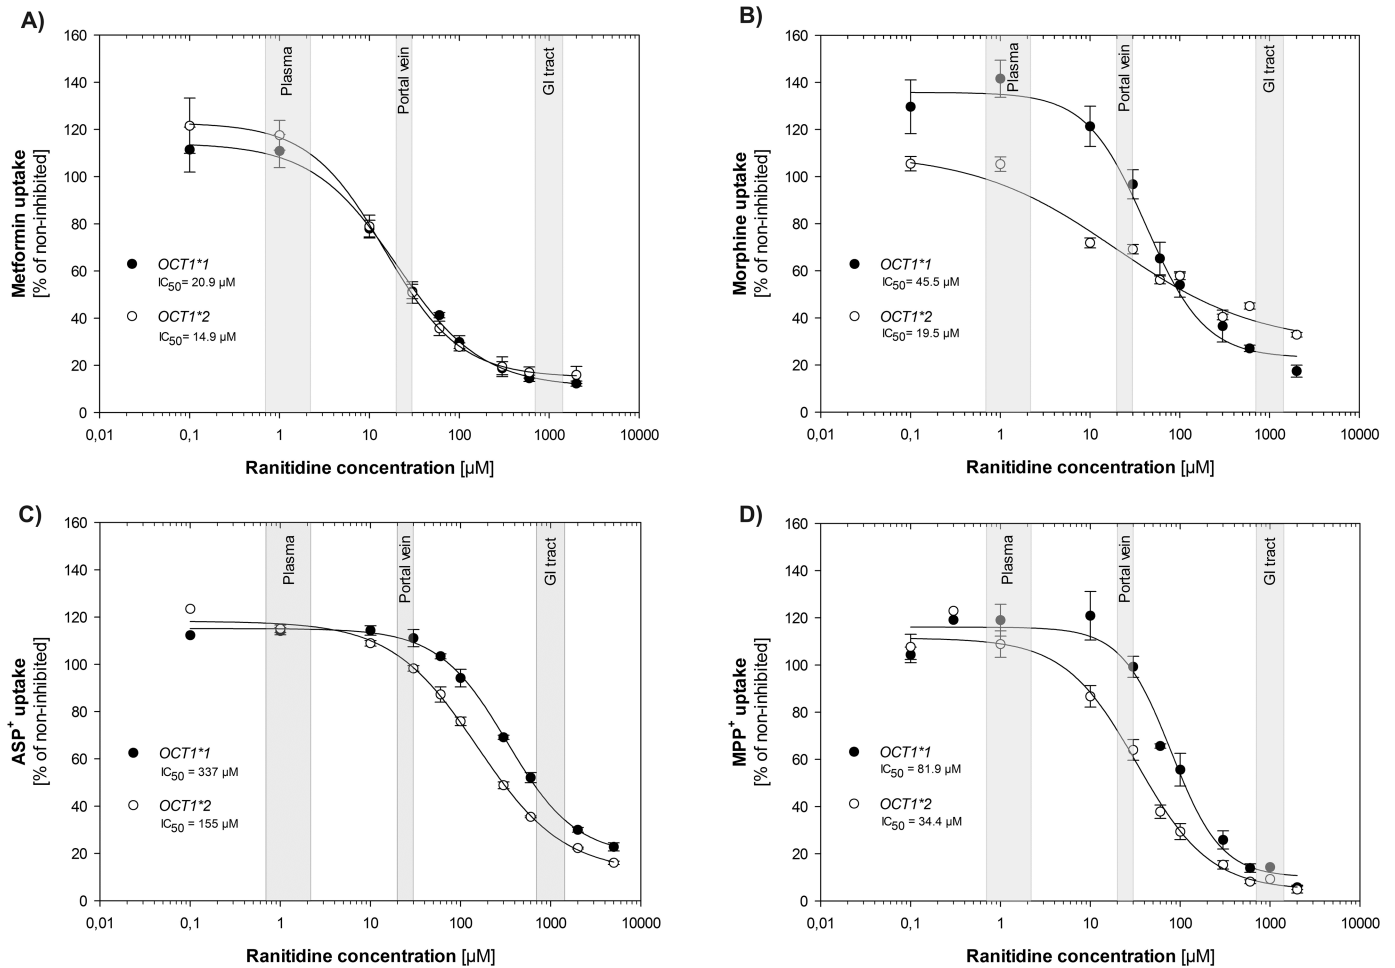 A)
160
140
120
100
80
60
40
20
0
Metformin uptake
[% of non-inhibited]
Plasma
Portal vein
GI tract
OCT1*1
IC50= 20.9 µM
OCT1*2
IC50= 14.9 µM
0,01 0,1 1 10 100 1000 10000
Ranitidine concentration [µM]
B)
160
140
120
100
80
60
40
20
0
Morphine uptake
[% of non-inhibited]
Plasma
Portal vein
GI tract
OCT1*1
IC50= 45.5 µM
OCT1*2
IC50= 19.5 µM
0,01 0,1 1 10 100 1000 10000
Ranitidine concentration [µM]
C)
160
140
120
100
80
60
40
20
0
ASP+ uptake
[% of non-inhibited]
Plasma
Portal vein
GI tract
OCT1*1
IC50 = 337 µM
OCT1*2
IC50 = 155 µM
0,01 0,1 1 10 100 1000 10000
Ranitidine concentration [µM]
D)
160
140
120
100
80
60
40
20
0
MPP+ uptake
[% of non-inhibited]
Plasma
Portal vein
GI tract
OCT1*1
IC50 = 81.9 µM
OCT1*2
IC50 = 34.4 µM
0,01 0,1 1 10 100 1000 10000
Ranitidine concentration [µM]